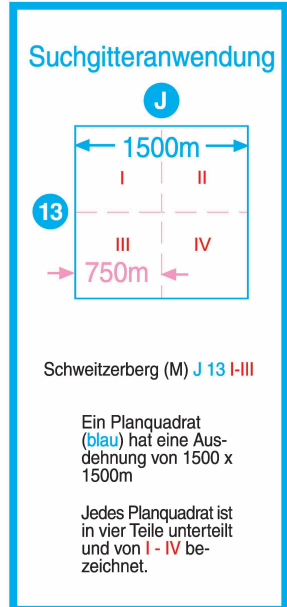 Suchgitteranwendung
J
1500m
I II
13
III IV
750m
Schweitzerberg (M) J 13 I-III
Ein Planquadrat
(blau) hat eine Aus-
dehnung von 1500 x
1500m
Jedes Planquadrat ist
in vier Teile unterteilt
und von I - IV be-
zeichnet.